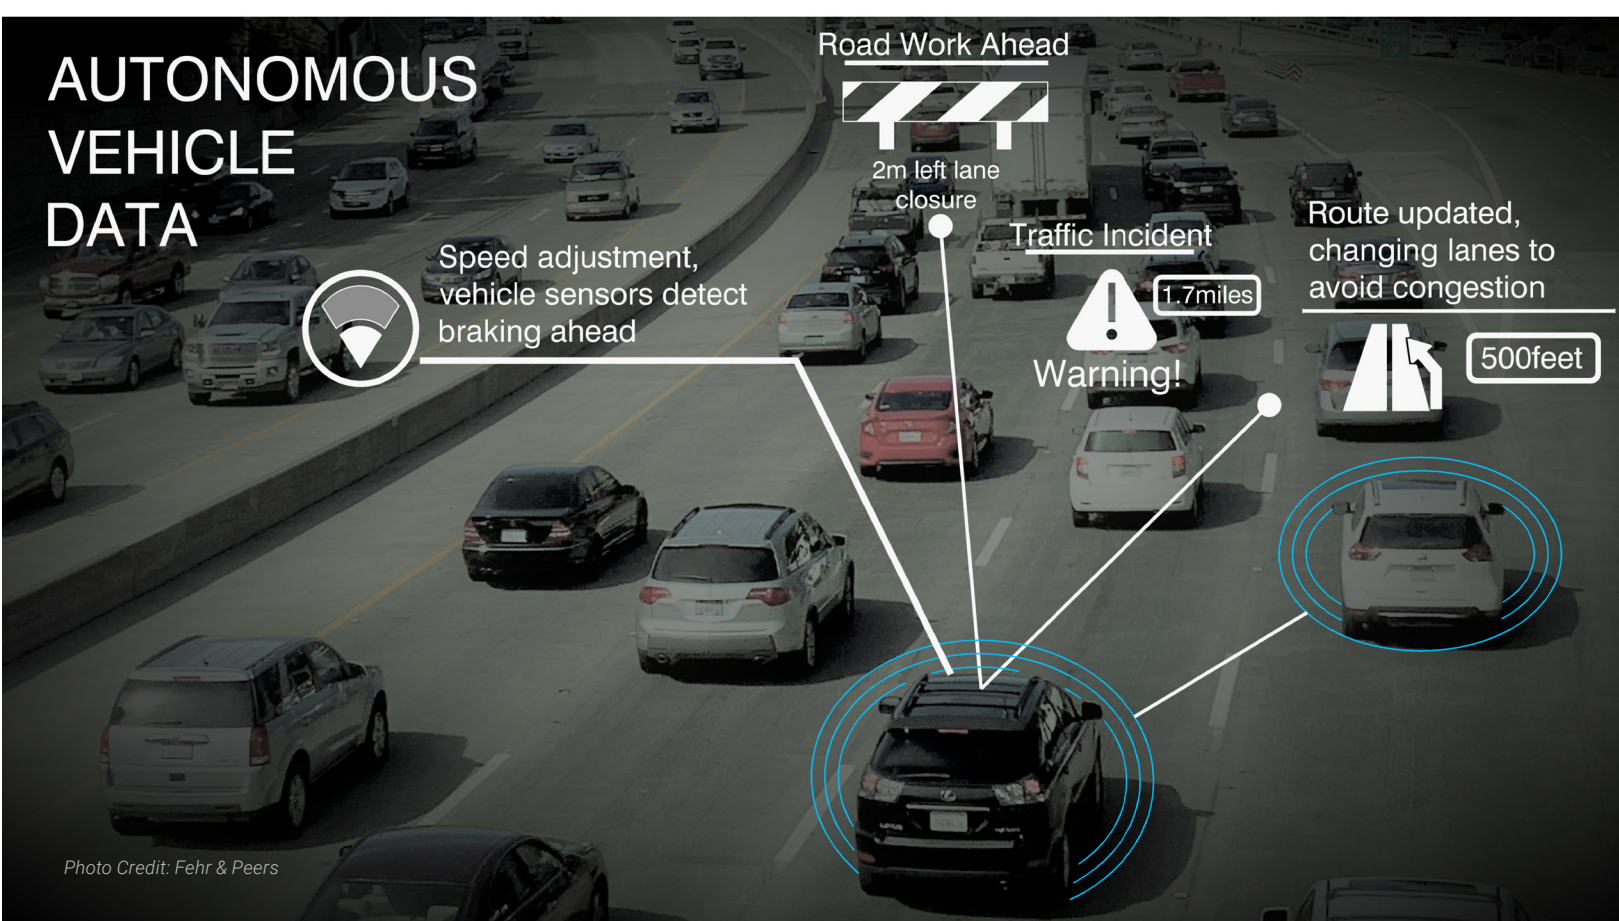 AUTONOMOUS
VEHICLE
DATA
Road Work Ahead
2m left lane
closure
Speed adjustment,
vehicle sensors detect
braking ahead
Traffic Incident
1.7miles
Warning!
Route updated,
changing lanes to
avoid congestion
500feet
Photo Credit: Fehr & Peers